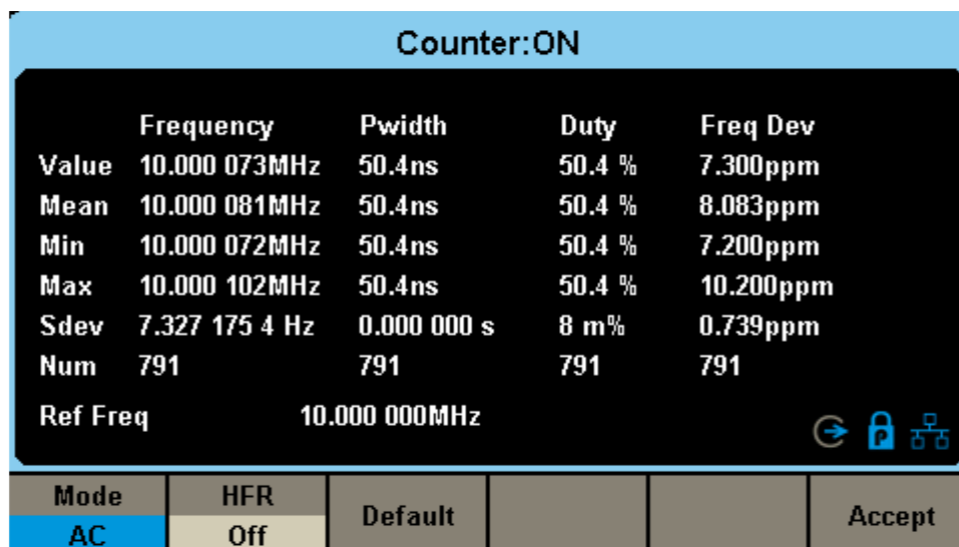 Counter:ON
Frequency Pwidth Duty Freq Dev
Value 10.000 073MHz 50.4ns 50.4 % 7.300ppm
Mean 10.000 081MHz 50.4ns 50.4 % 8.083ppm
Min 10.000 072MHz 50.4ns 50.4 % 7.200ppm
Max 10.000 102MHz 50.4ns 50.4 % 10.200ppm
Sdev 7.327 175 4 Hz 0.000 000 s 8 m% 0.739ppm
Num 791 791 791 791
Ref Freq 10.000 000MHz
P
Mode HFR Default Accept
AC Off